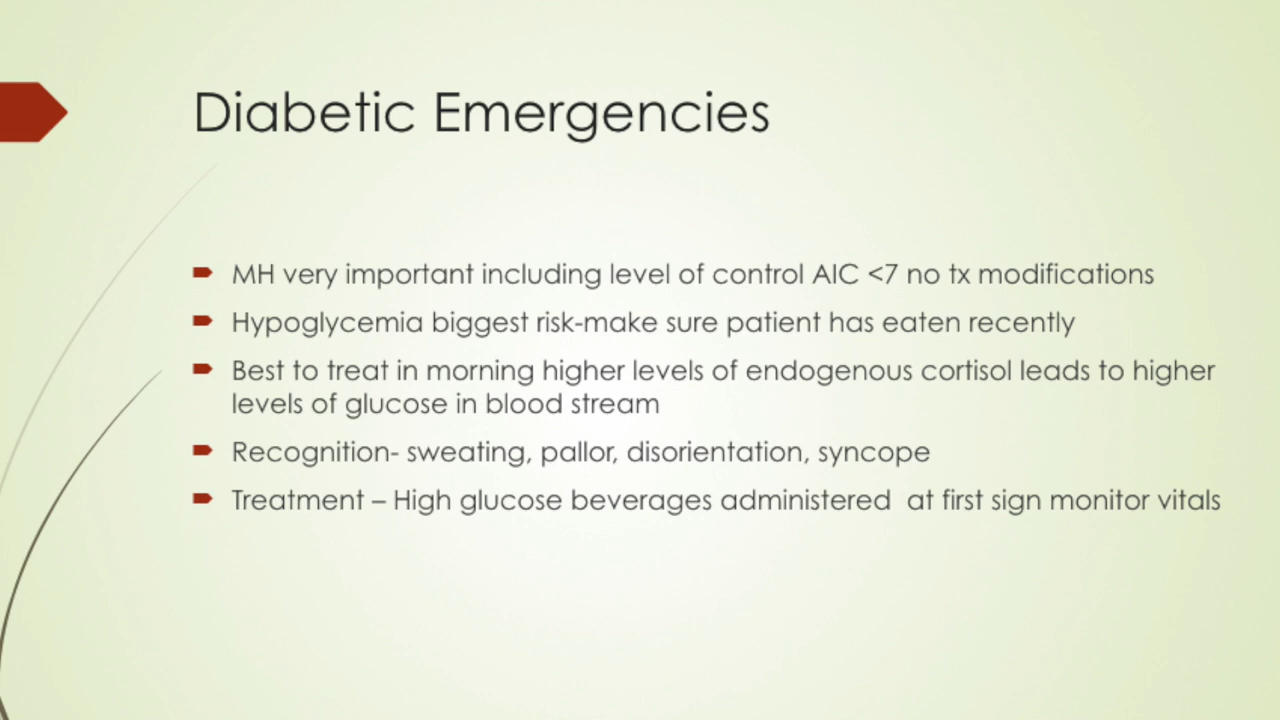 Diabetic Emergencies
MH very important including level of control AIC <7 no tx modifications
Hypoglycemia biggest risk-make sure patient has eaten recently
Best to treat in morning higher levels of endogenous cortisol leads to higher
levels of glucose in blood stream
Recognition- sweating, pallor, disorientation, syncope
Treatment – High glucose beverages administered  at first sign monitor vitals